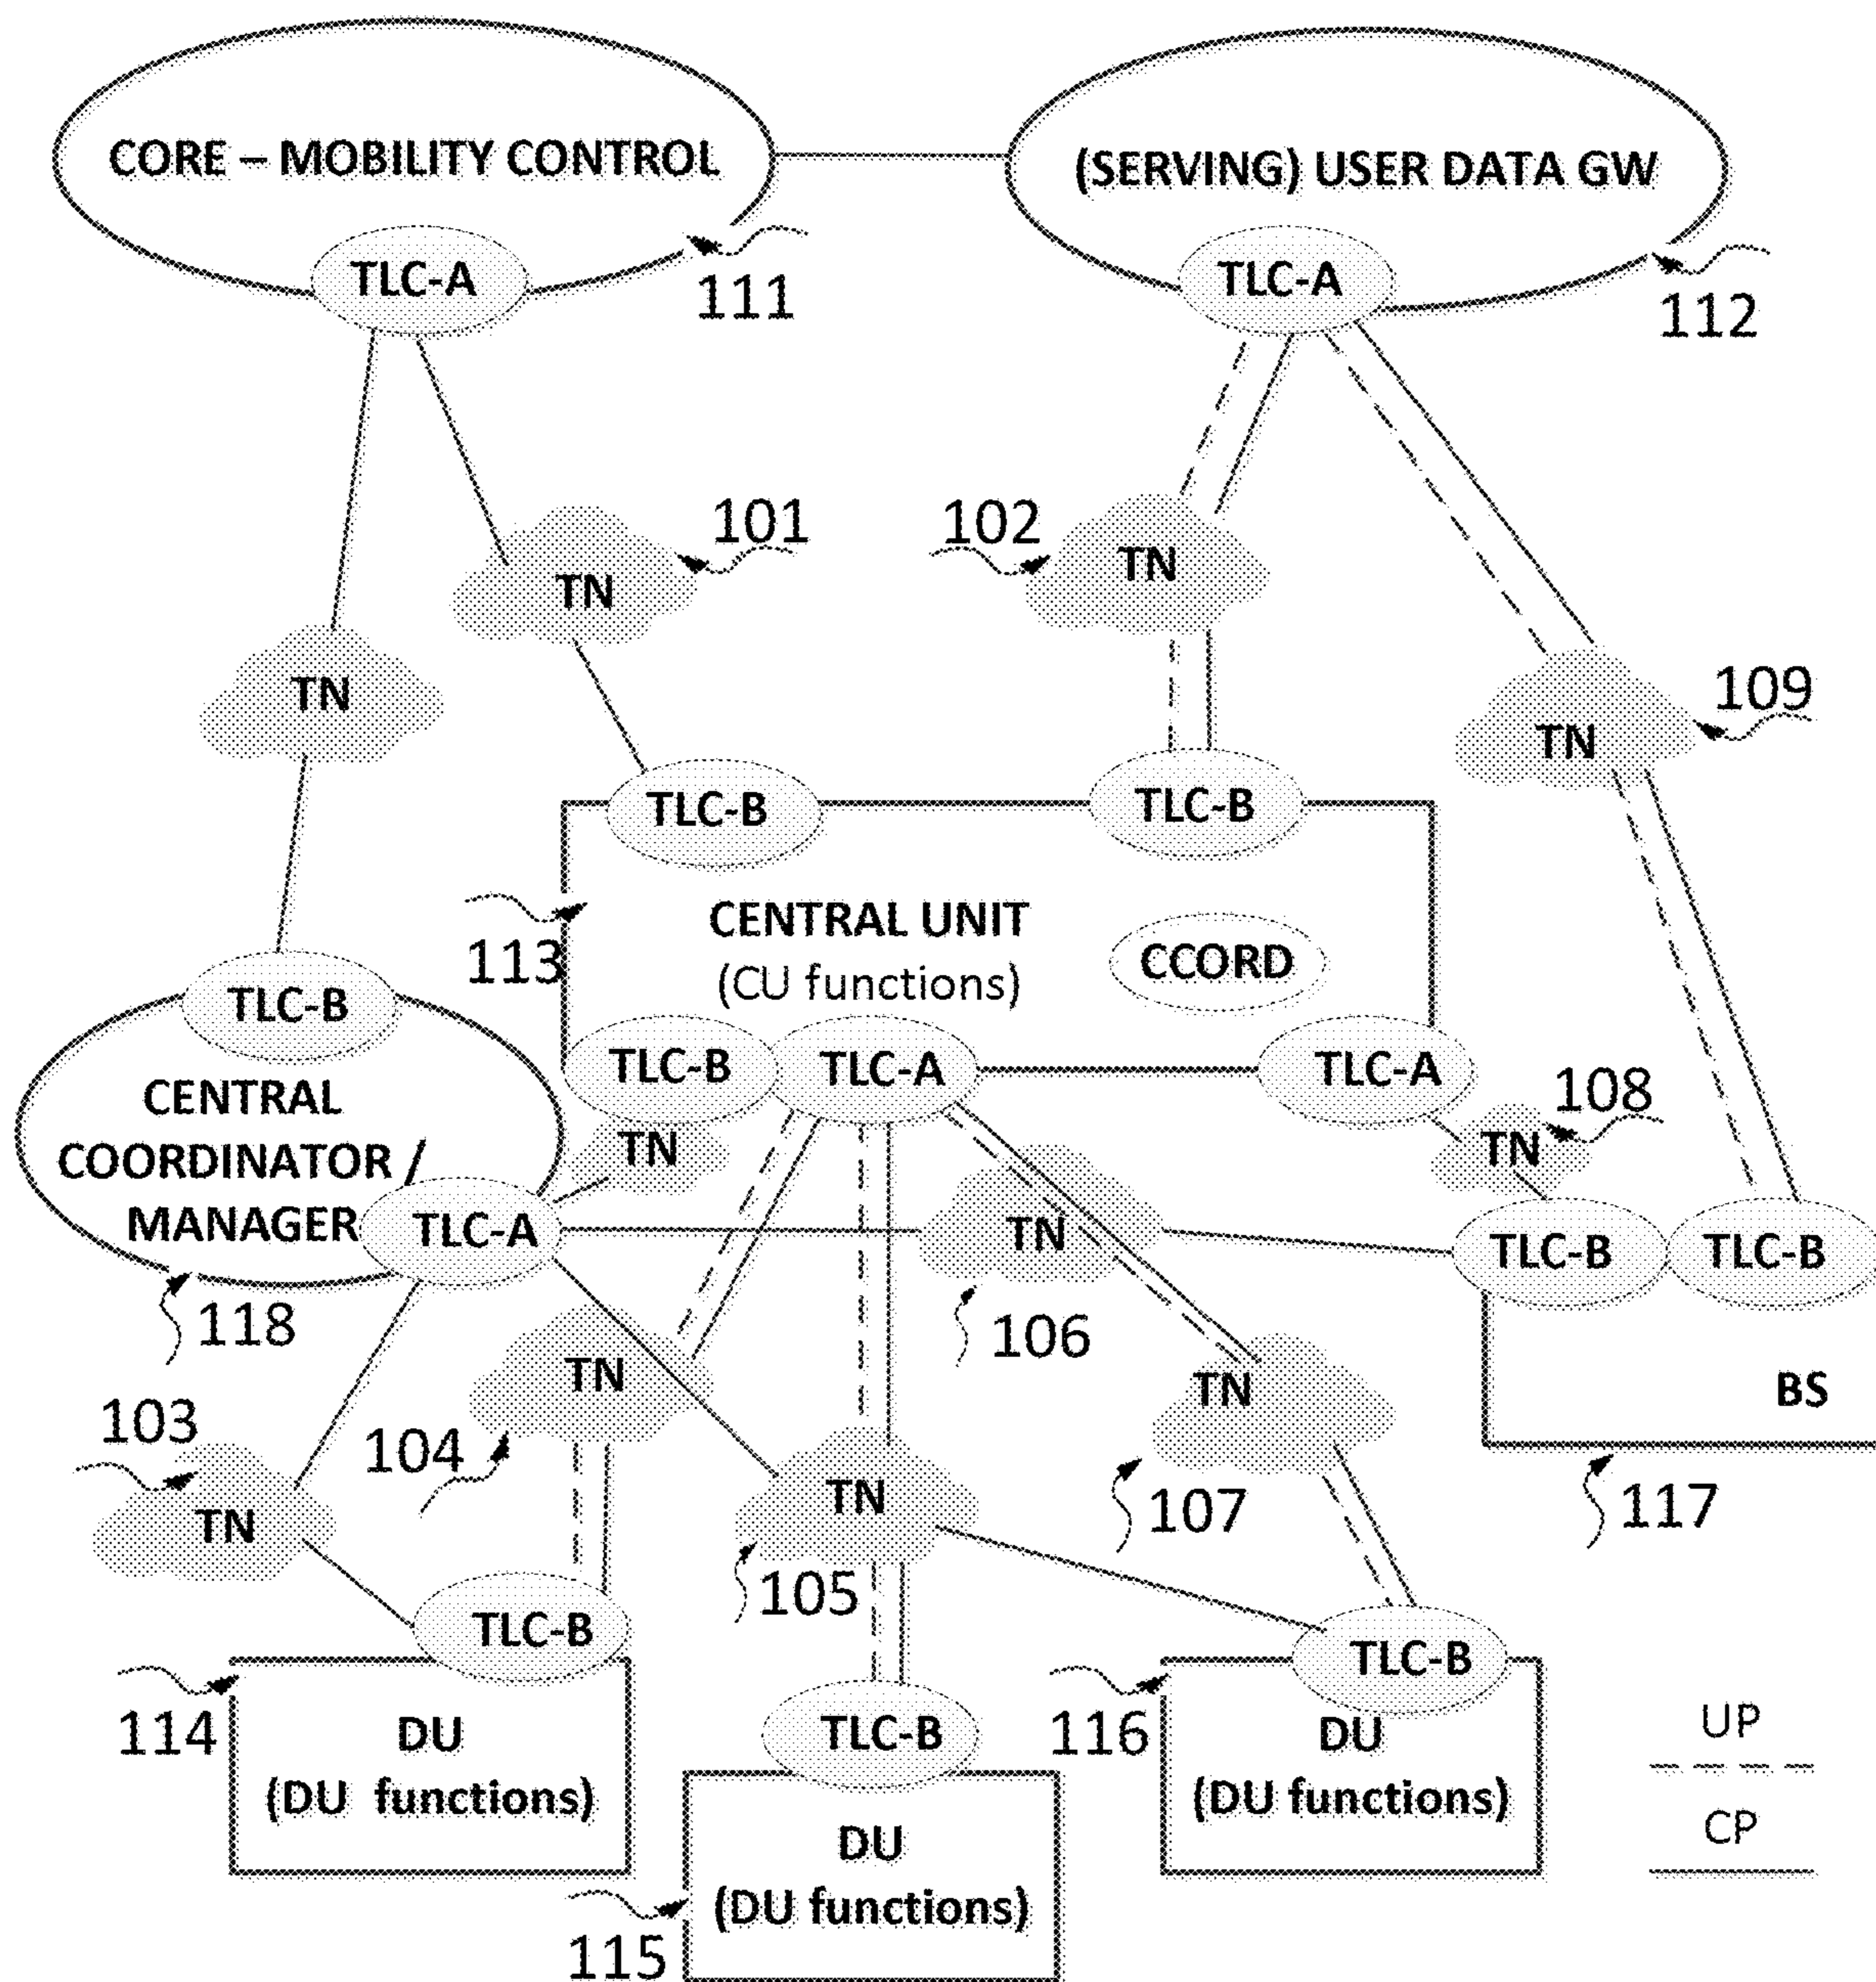 CORE – MOBILITY CONTROL
(SERVING) USER DATA GW
TLC-A
111
TLC-A
112
101
TN
102
TN
TN
109
TN
TLC-B
TLC-B
113
CENTRAL UNIT
(CU functions)
CCORD
TLC-B
TLC-B
TLC-A
TLC-A
CENTRAL
COORDINATOR /
MANAGER
TN
108
TN
TLC-A
TN
TLC-B
TLC-B
118
106
TN
TN
BS
103
104
107
117
TN
TN
105
TLC-B
TLC-B
114
DU
(DU functions)
TLC-B
116
DU
(DU functions)
UP
CP
DU
(DU functions)
115